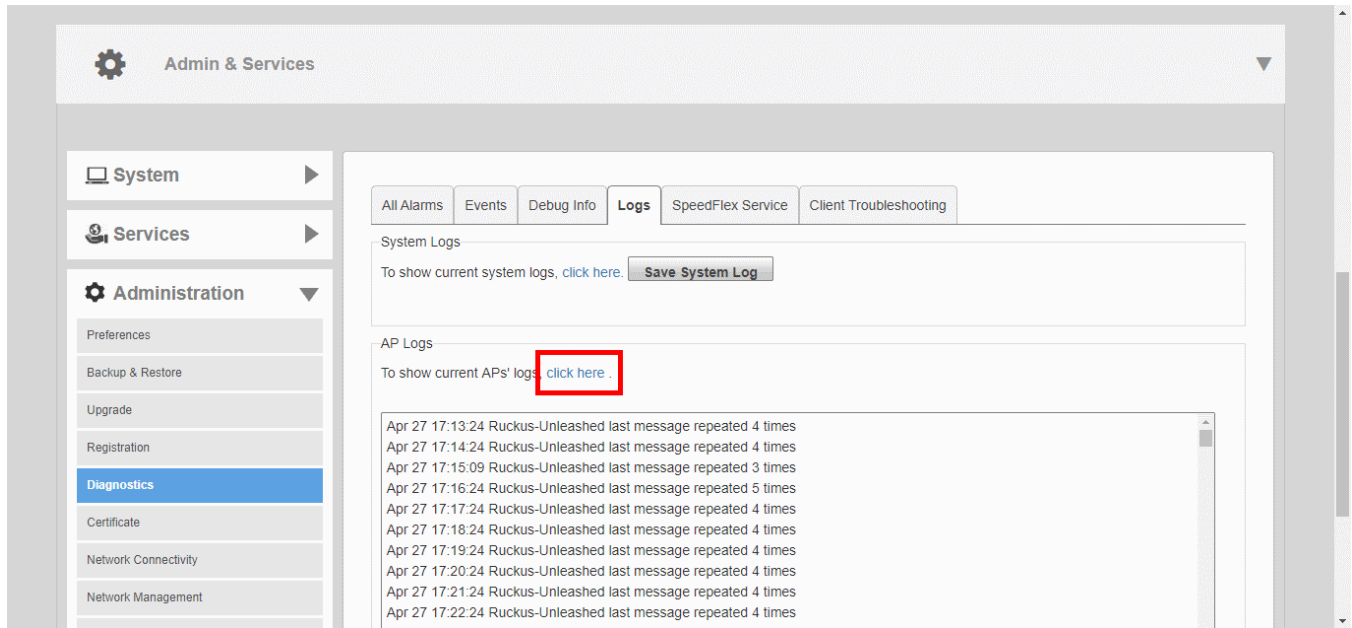 Admin & Services
System
Services
Administration
Preferences
Backup & Restore
Upgrade
Registration
Diagnostics
Certificate
Network Connectivity
Network Management
All Alarms Events Debug Info Logs SpeedFlex Service Client Troubleshooting
System Logs
To show current system logs, click here. Save System Log
AP Logs
To show current APs' logs, click here .
Apr 27 17:13:24 Ruckus-Unleashed last message repeated 4 times
Apr 27 17:14:24 Ruckus-Unleashed last message repeated 4 times
Apr 27 17:15:09 Ruckus-Unleashed last message repeated 3 times
Apr 27 17:16:24 Ruckus-Unleashed last message repeated 5 times
Apr 27 17:17:24 Ruckus-Unleashed last message repeated 4 times
Apr 27 17:18:24 Ruckus-Unleashed last message repeated 4 times
Apr 27 17:19:24 Ruckus-Unleashed last message repeated 4 times
Apr 27 17:20:24 Ruckus-Unleashed last message repeated 4 times
Apr 27 17:21:24 Ruckus-Unleashed last message repeated 4 times
Apr 27 17:22:24 Ruckus-Unleashed last message repeated 4 times